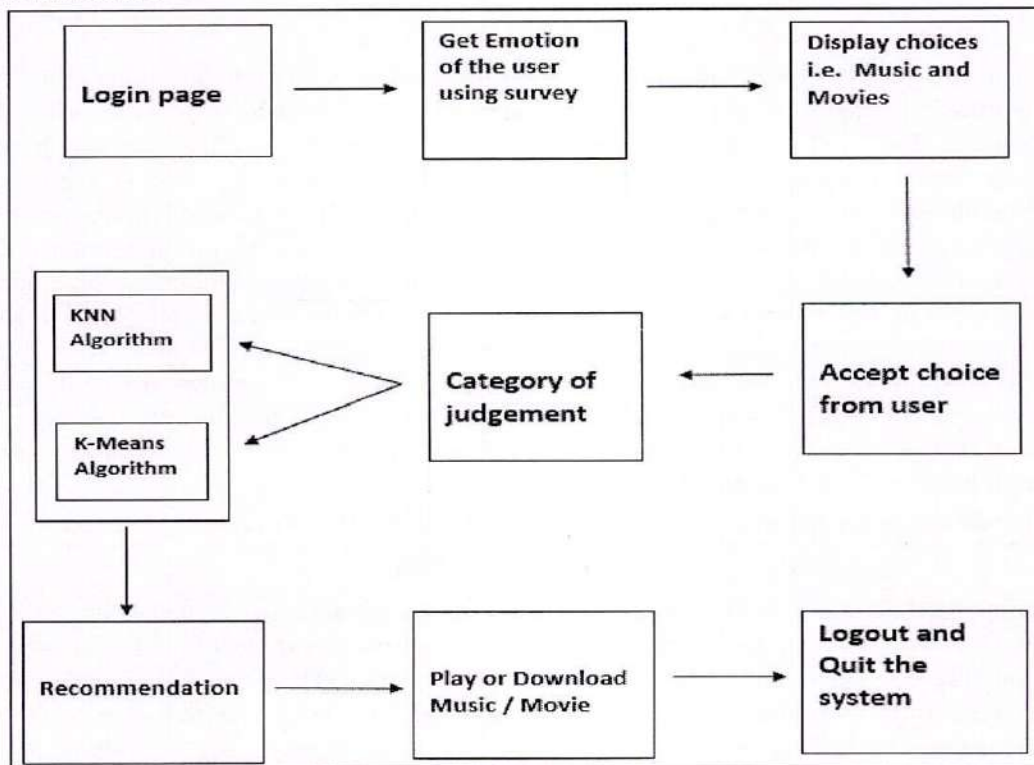 Login page
Get Emotion
of the user
using survey
Display choices
i.e. Music and
Movies
Accept choice
from user
Category of
judgement
KNN
Algorithm
K-Means
Algorithm
Recommendation
Play or Download
Music / Movie
Logout and
Quit the
system